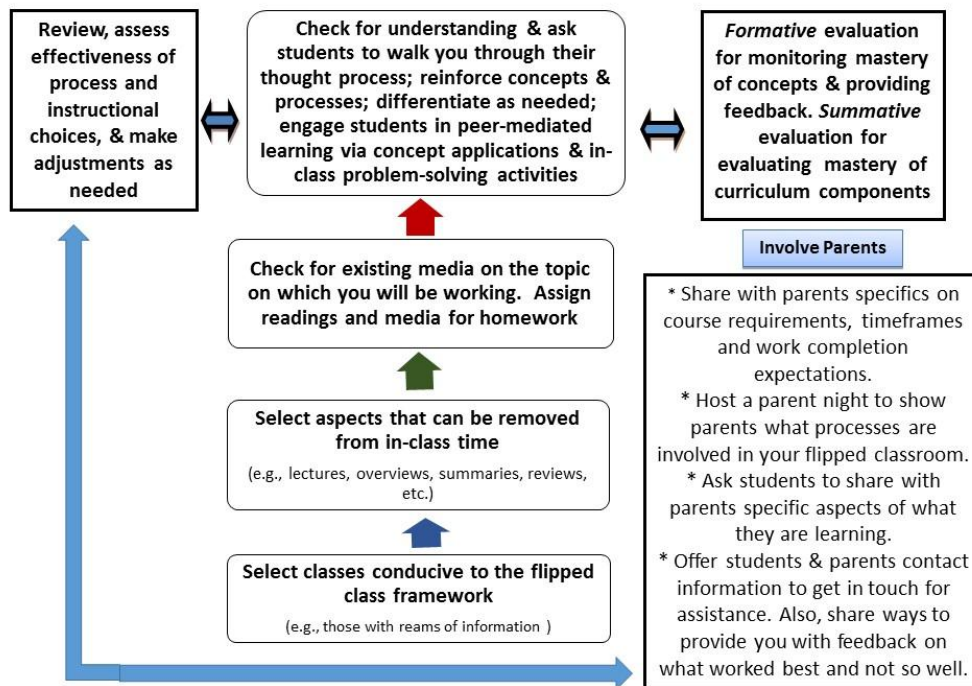 Review, assess
effectiveness of
process and
instructional
choices, & make
adjustments as
needed
Check for understanding & ask
students to walk you through their
thought process; reinforce concepts &
processes; differentiate as needed;
engage students in peer-mediated
learning via concept applications & in-
class problem-solving activities
Formative evaluation
for monitoring mastery
of concepts & providing
feedback. Summative
evaluation for
evaluating mastery of
curriculum components
Check for existing media on the topic
on which you will be working. Assign
readings and media for homework
Select aspects that can be removed
from in-class time
(e.g., lectures, overviews, summaries, reviews,
etc.)
Select classes conducive to the flipped
class framework
(e.g., those with reams of information )
Involve Parents
* Share with parents specifics on
course requirements, timeframes
and work completion
expectations.
* Host a parent night to show
parents what processes are
involved in your flipped classroom.
* Ask students to share with
parents specific aspects of what
they are learning.
* Offer students & parents contact
information to get in touch for
assistance. Also, share ways to
provide you with feedback on
what worked best and not so well.